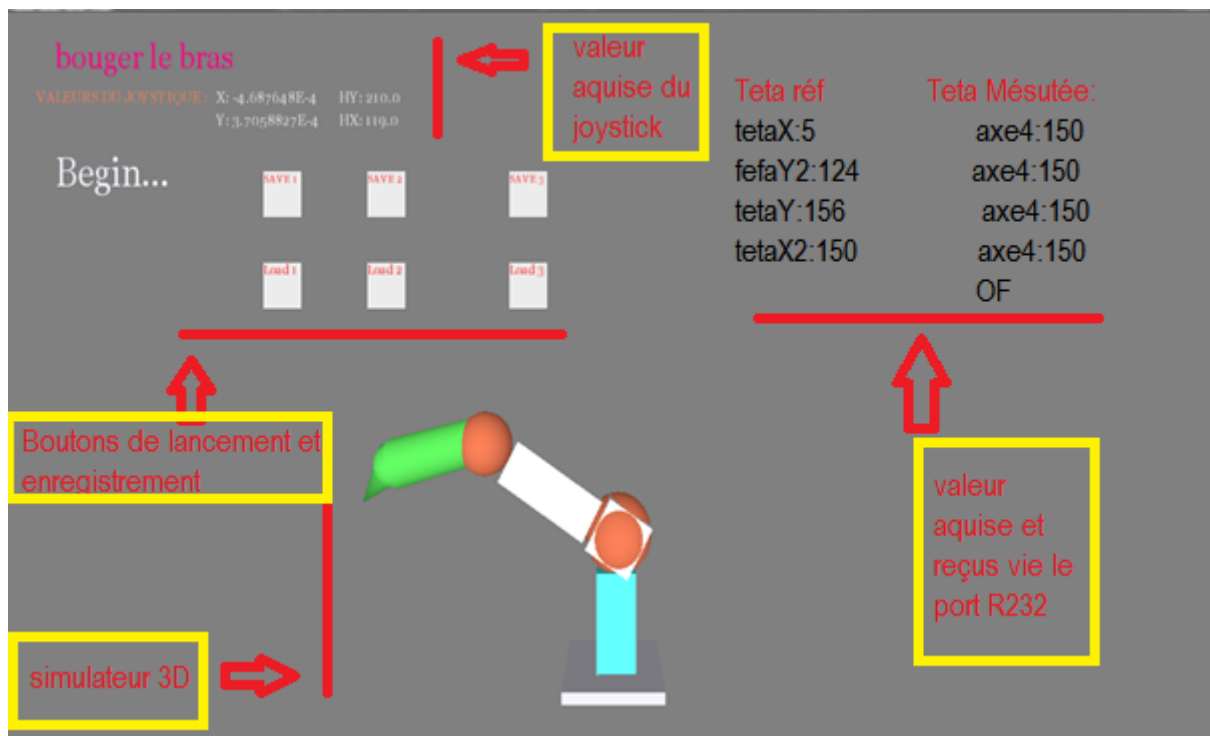 bouger le bras
VALEURS DU JOYSTIQUE : X: -4.687648E-4 HY: 210.0
Y: 3.7058827E-4 HX: 119.0
Begin...
SAVE 1 SAVE 2 SAVE 3
Load 1 Load 2 Load 3
valeur
aquise du
joystick
Teta réf Teta Mésutée:
tetaX:5 axe4:150
fefaY2:124 axe4:150
tetaY:156 axe4:150
tetaX2:150 axe4:150
OF
Boutons de lancement et
enregistrement
valeur
aquise et
reçus vie le
port R232
simulateur 3D